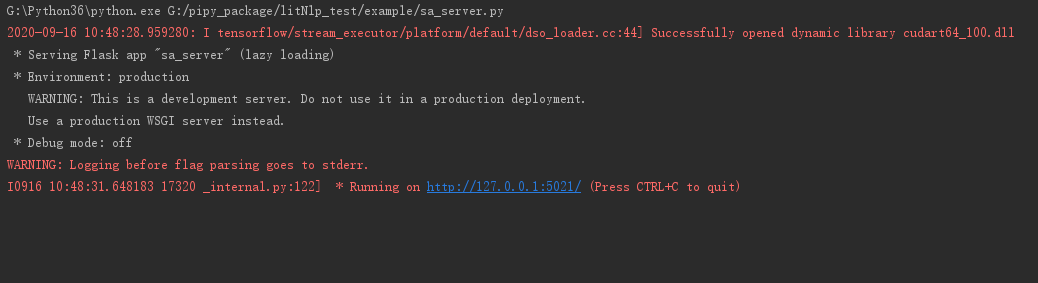 G:\Python36\python.exe G:/pipy_package/litNlp_test/example/sa_server.py
2020-09-16 10:48:28.959280: I tensorflow/stream_executor/platform/default/dso_loader.cc:44] Successfully opened dynamic library cudart64_100.dll
* Serving Flask app "sa_server" (lazy loading)
* Environment: production
WARNING: This is a development server. Do not use it in a production deployment.
Use a production WSGI server instead.
* Debug mode: off
WARNING: Logging before flag parsing goes to stderr.
I0916 10:48:31.648183 17320 _internal.py:122]  * Running on http://127.0.0.1:5021/ (Press CTRL+C to quit)